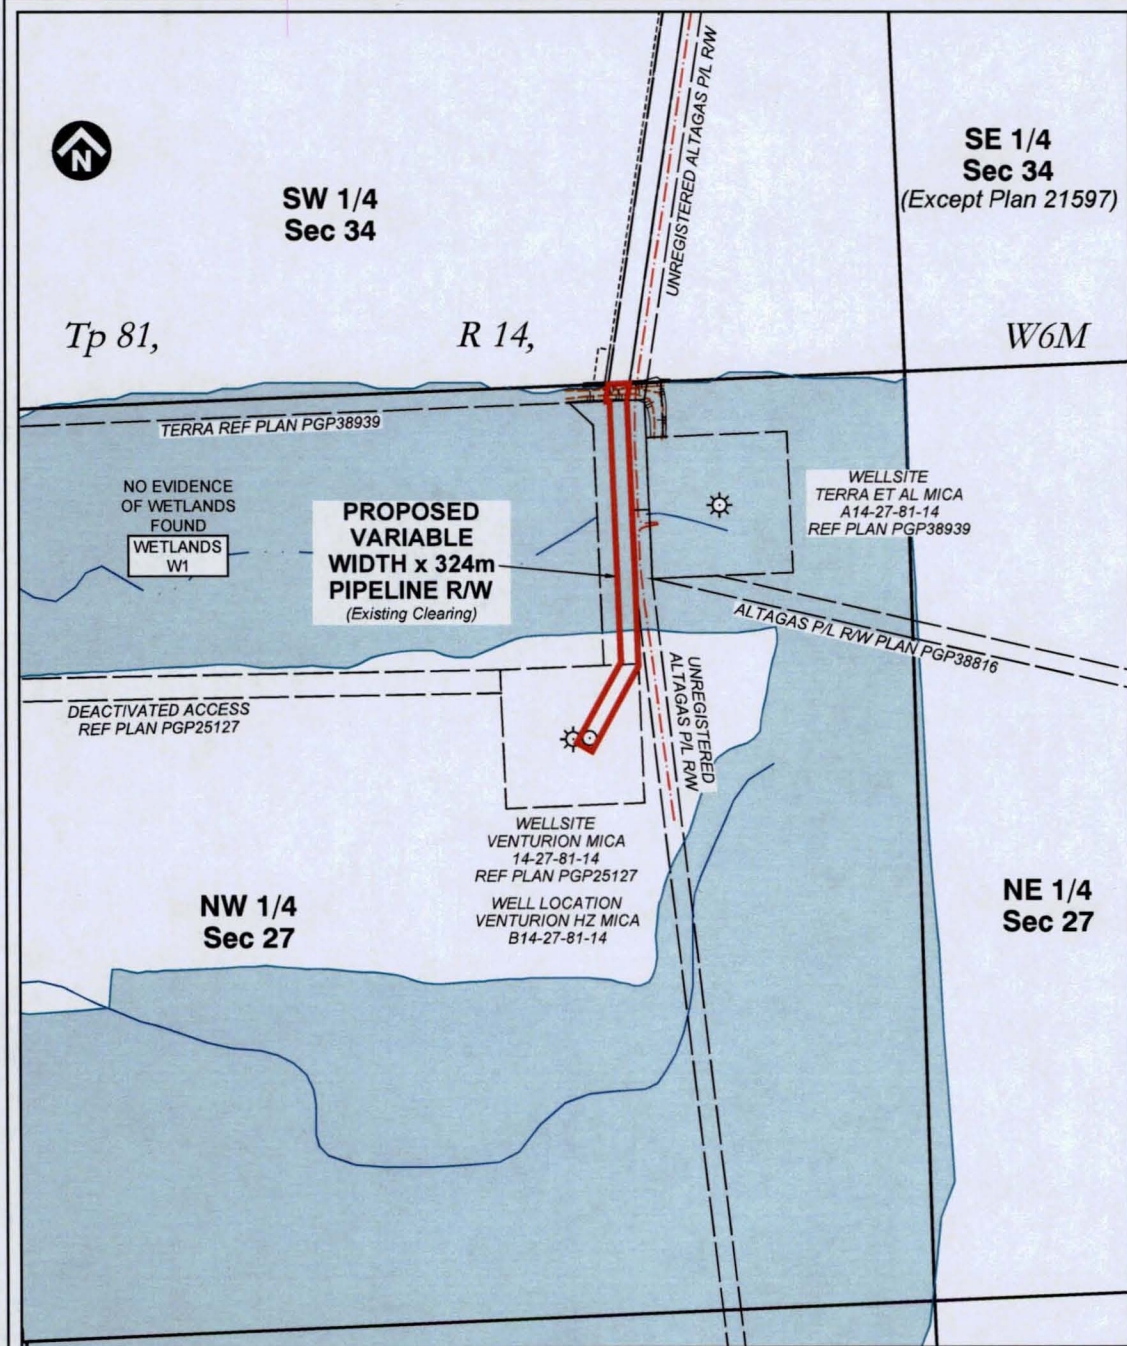 UNREGISTERED ALTAGAS P/L R/W
SE 1/4
Sec 34
(Except Plan 21597)
N
SW 1/4
Sec 34
Tp 81,
R 14,
W6M
TERRA REF PLAN PGP38939
NO EVIDENCE
OF WETLANDS
FOUND
WETLANDS
W1
PROPOSED
VARIABLE
WIDTH x 324m
PIPELINE R/W
(Existing Clearing)
WELLSITE
TERRA ET AL MICA
A14-27-81-14
REF PLAN PGP38939
ALTAGAS P/L R/W PLAN PGP38816
UNREGISTERED
ALTAGAS P/L R/W
DEACTIVATED ACCESS
REF PLAN PGP25127
WELLSITE
VENTURION MICA
14-27-81-14
REF PLAN PGP25127
WELL LOCATION
VENTURION HZ MICA
B14-27-81-14
NW 1/4
Sec 27
NE 1/4
Sec 27